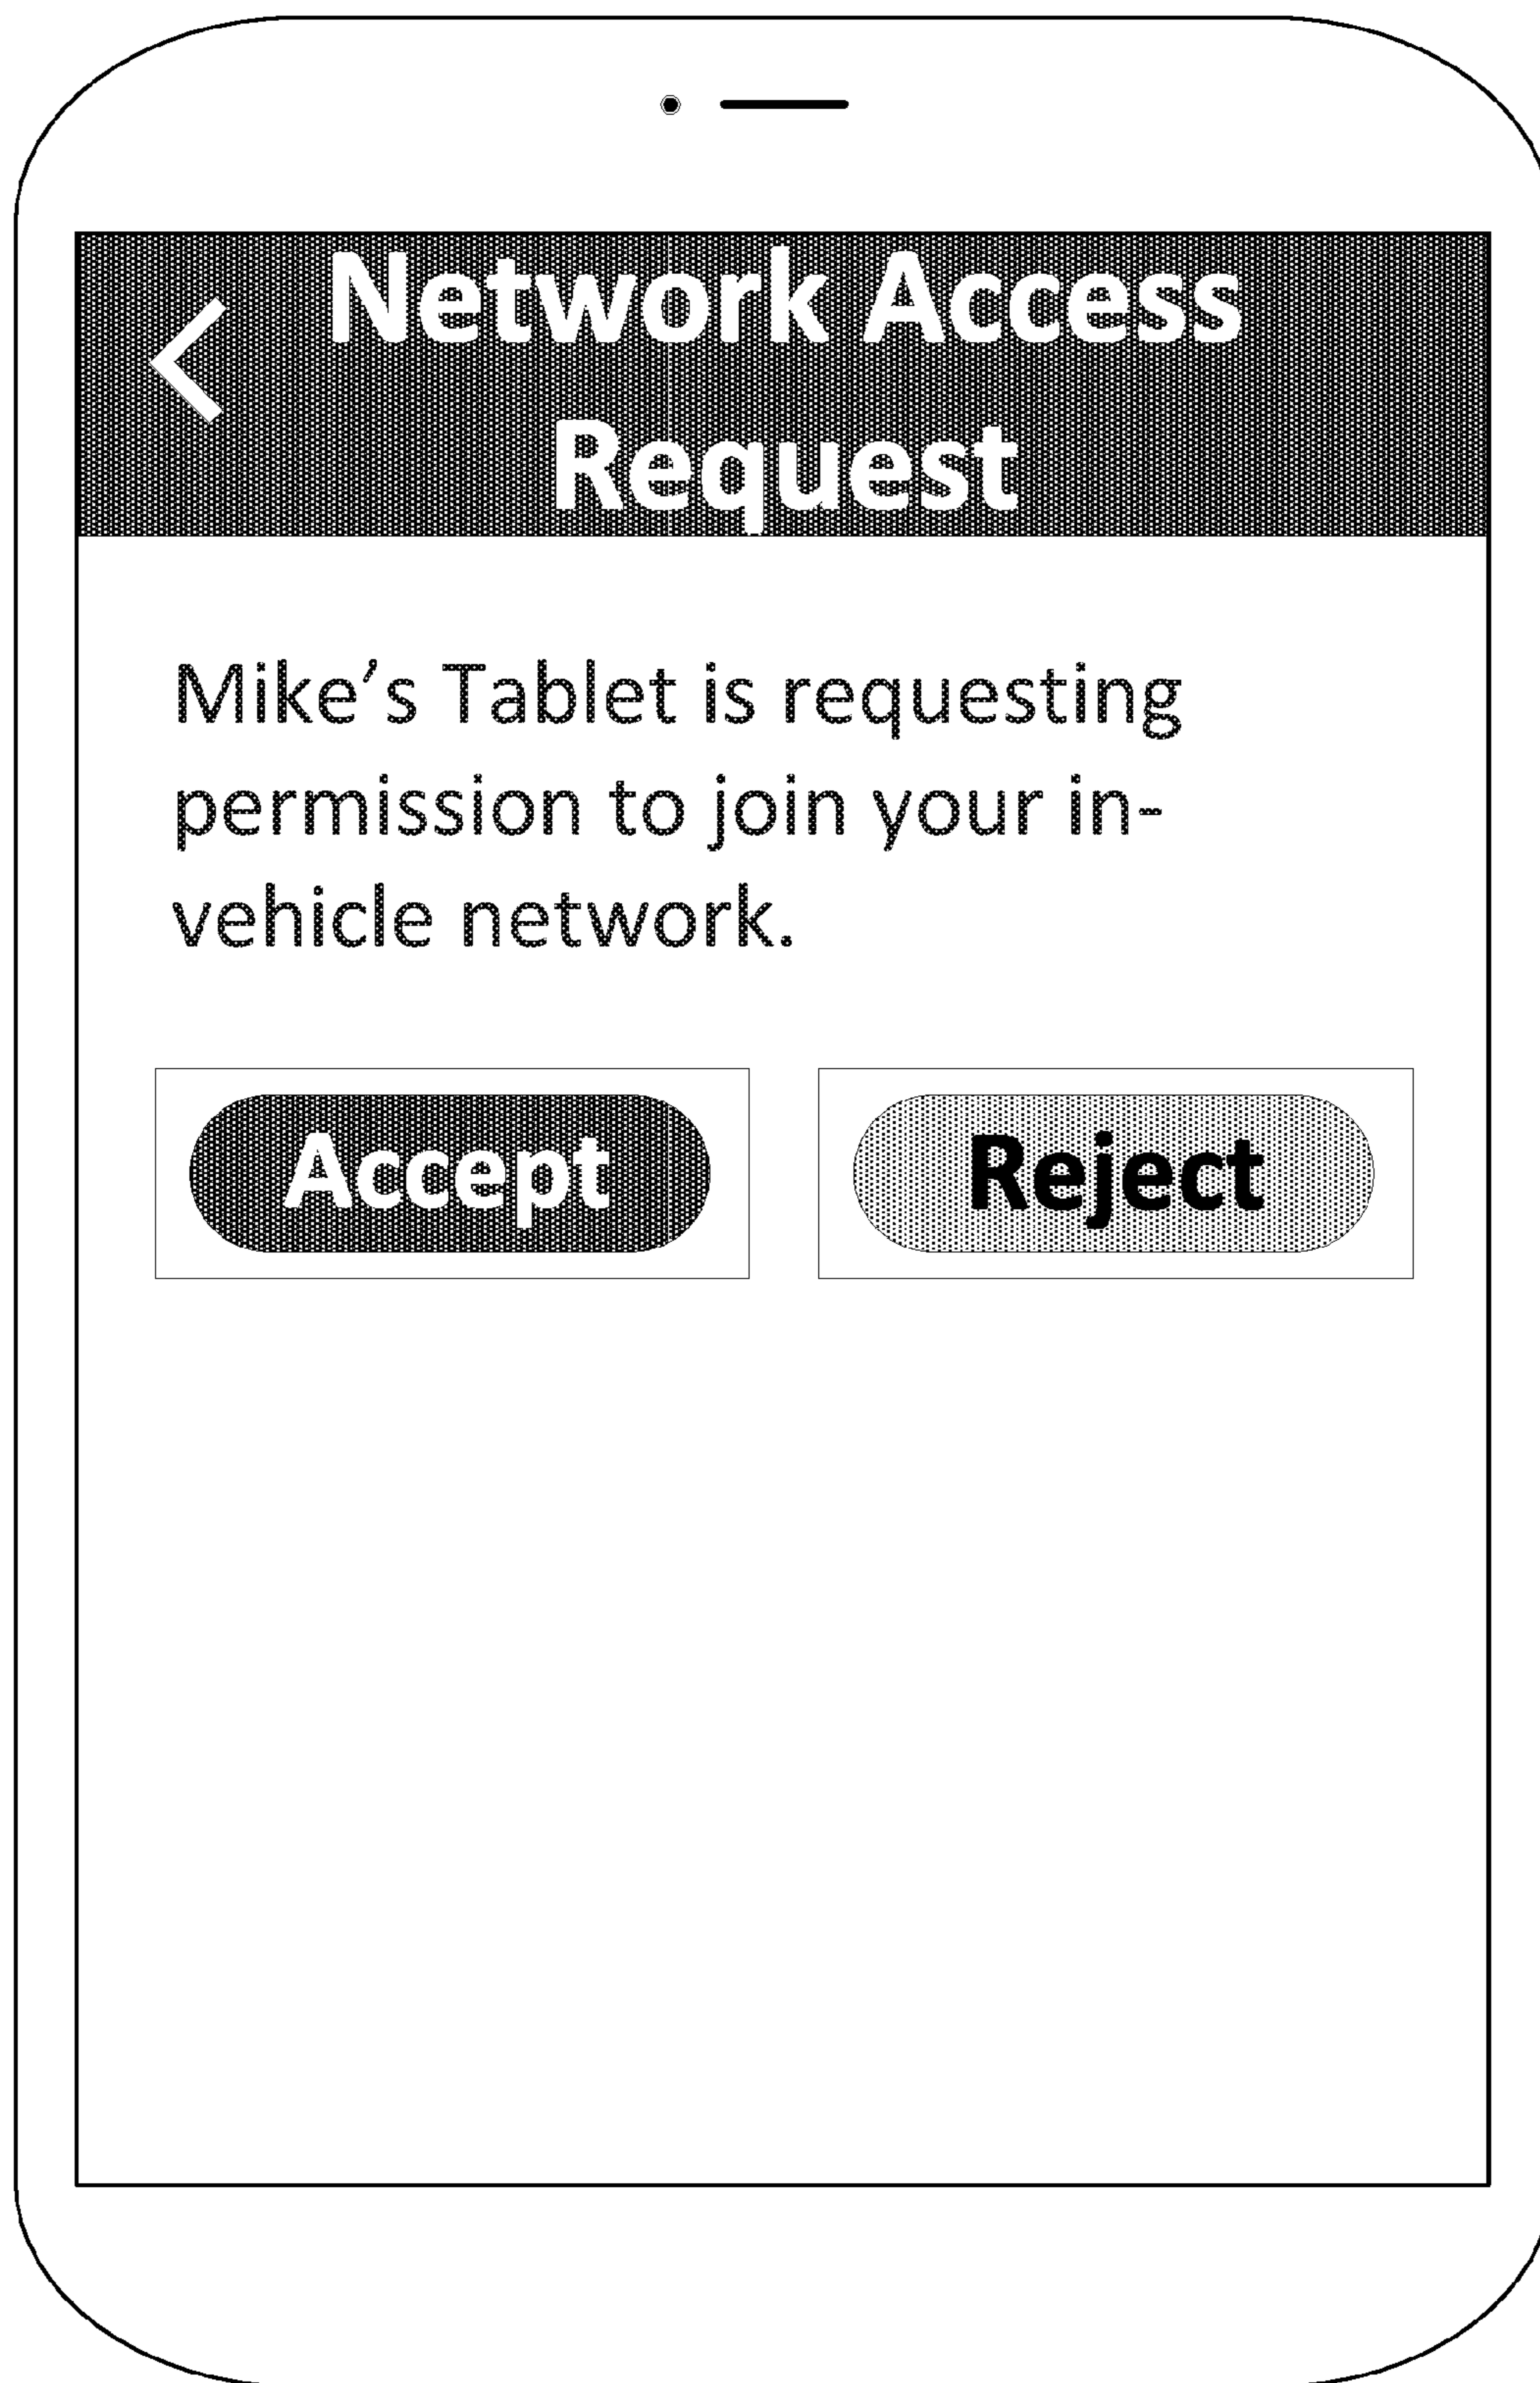 Network Access
Request
Mike’s Tablet is requesting
permission to join your in-
vehicle network.
Accept
Reject